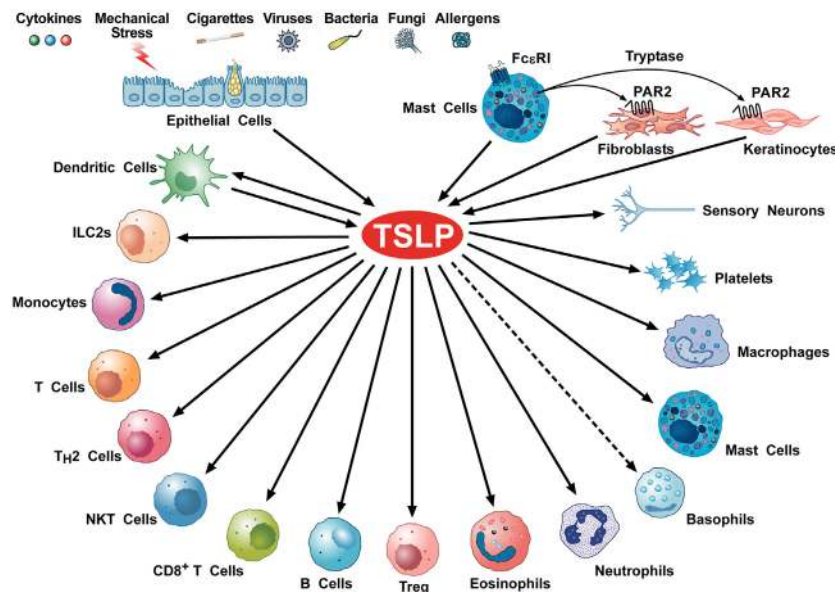 Cytokines
Mechanical
Stress
Cigarettes
Viruses
Bacteria
Fungi
Allergens
FcεRI
Tryptase
Mast Cells
PAR2
PAR2
Epithelial Cells
Fibroblasts
Keratinocytes
Dendritic Cells
TSLP
Sensory Neurons
ILC2s
Platelets
Monocytes
Macrophages
T Cells
Mast Cells
TH2 Cells
Basophils
NKT Cells
Neutrophils
CD8+ T Cells
B Cells
Treg
Eosinophils